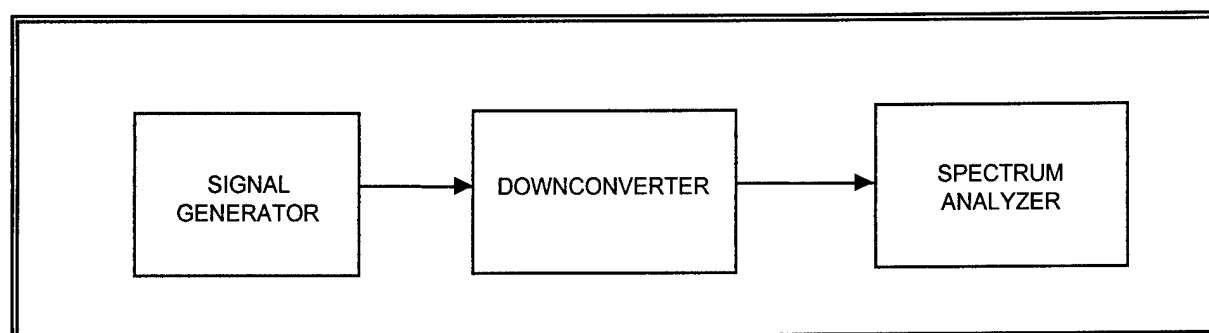 SIGNAL
GENERATOR
DOWNCONVERTER
SPECTRUM
ANALYZER